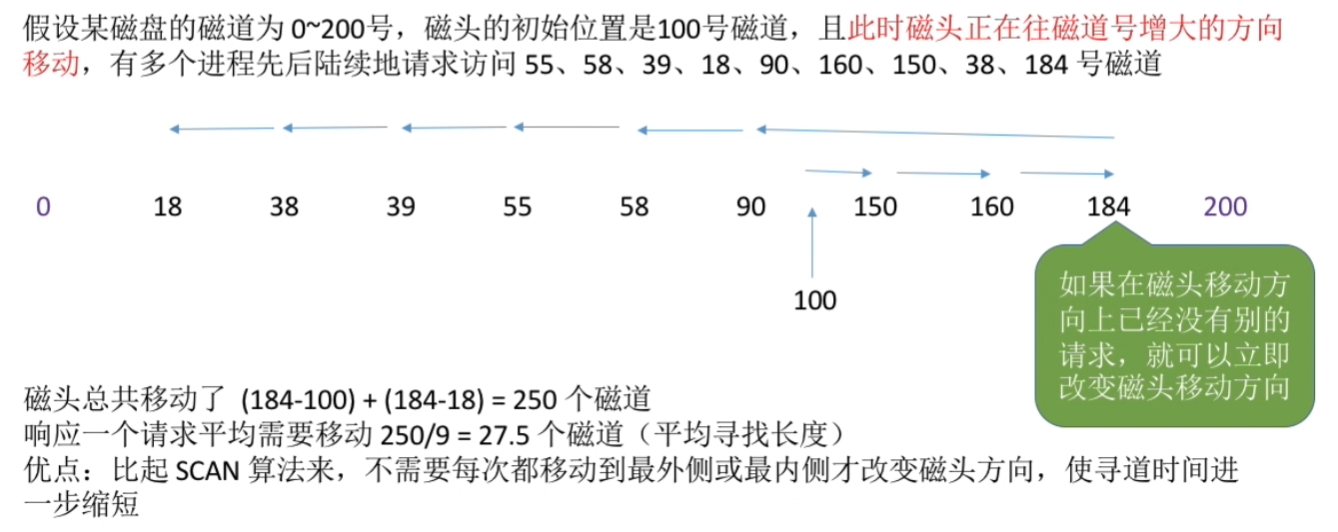 假设某磁盘的磁道为 0~200号，磁头的初始位置是100号磁道，且此时磁头正在往磁道号增大的方向
移动，有多个进程先后陆续地请求访问 55、58、39、18、90、160、150、38、184 号磁道
0 18 38 39 55 58 90 150 160 184 200
100
如果在磁头移动方
向上已经没有别的
请求，就可以立即
改变磁头移动方向
磁头总共移动了 (184-100) + (184-18) = 250 个磁道
响应一个请求平均需要移动 250/9 = 27.5 个磁道（平均寻找长度）
优点：比起 SCAN 算法来，不需要每次都移动到最外侧或最内侧才改变磁头方向，使寻道时间进
一步缩短